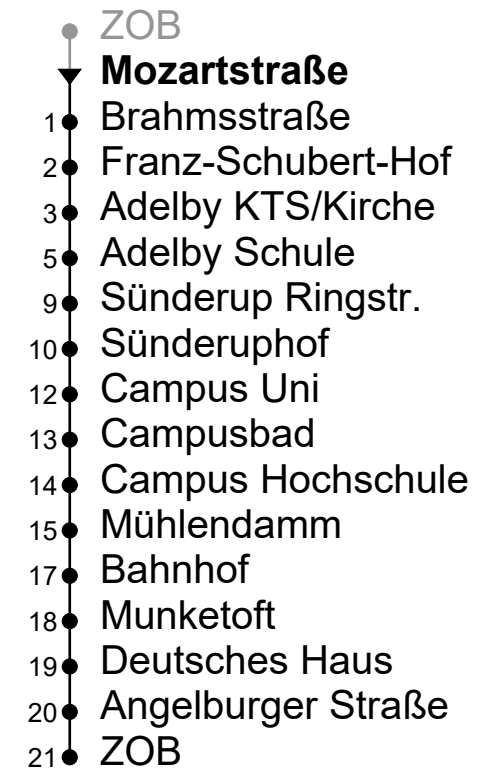 ZOB
Mozartstraße
1 Brahmsstraße
2 Franz-Schubert-Hof
3 Adelby KTS/Kirche
5 Adelby Schule
9 Sünderup Ringstr.
10 Sünderuphof
12 Campus Uni
13 Campusbad
14 Campus Hochschule
15 Mühlendamm
17 Bahnhof
18 Munketoft
19 Deutsches Haus
20 Angelburger Straße
21 ZOB